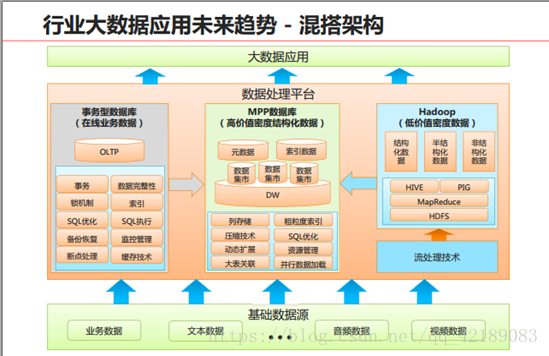 行业大数据应用未来趋势 - 混搭架构
大数据应用
数据处理平台
事务型数据库
（在线业务数据）
OLTP
事务
数据完整性
锁机制
索引
SQL优化
SQL执行
备份恢复
监控管理
断点处理
缓存技术
MPP数据库
（高价值密度结构化数据）
元数据
索引数据
数据
集市
数据
集市
数据
集市
DW
列存储
粗粒度索引
压缩技术
SQL优化
动态扩展
资源管理
大表关联
并行数据加载
Hadoop
（低价值密度数据）
结构
化数
据
半结
构化
数据
非结
构化
数据
HIVE
PIG
MapReduce
HDFS
流处理技术
基础数据源
业务数据
文本数据
•••
音频数据
视频数据
https://blog.csdn.net/qq_42189083